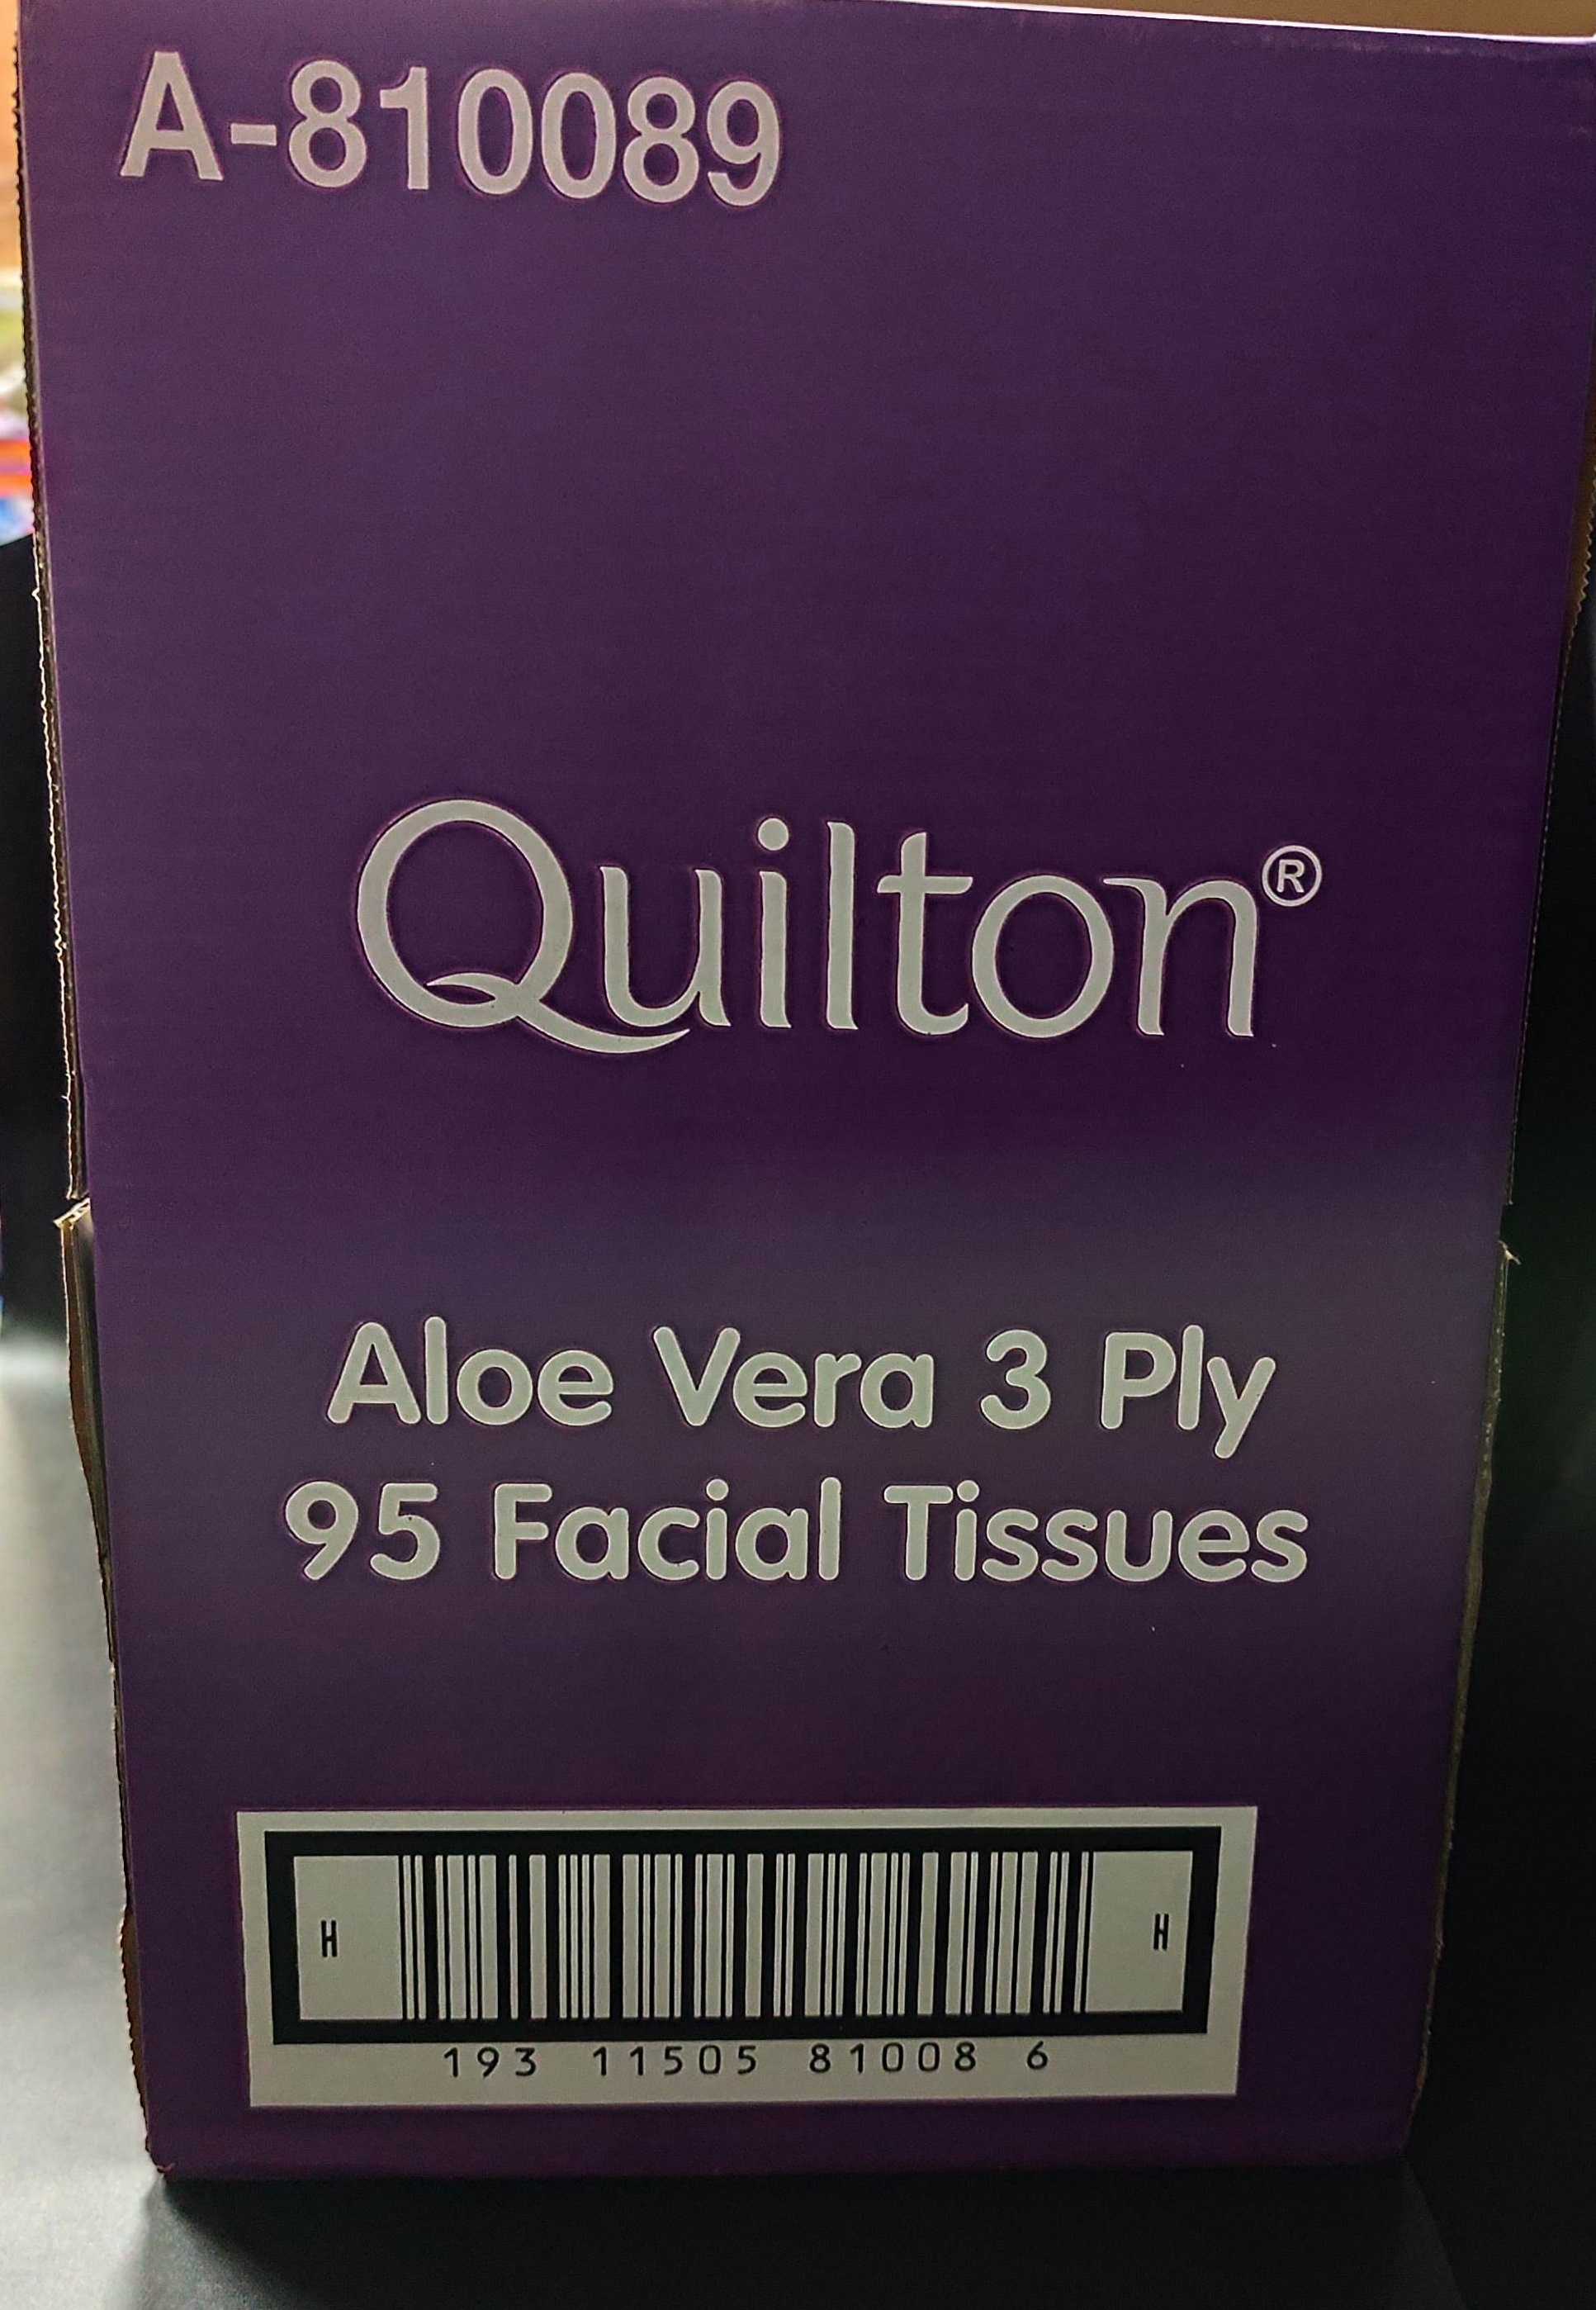 A-810089
Quilton®
Aloe Vera 3 Ply
95 Facial Tissues
H H
193 11505 81008 6